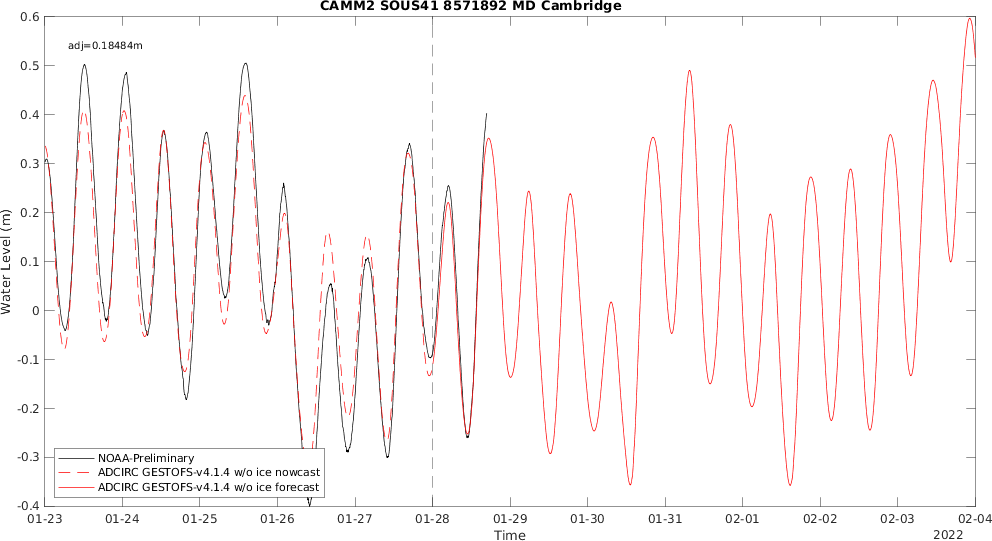 CAMM2 SOUS41 8571892 MD Cambridge
adj=0.18484m
0.6
0.5
0.4
0.3
0.2
0.1
0
-0.1
-0.2
-0.3
-0.4
Water Level (m)
NOAA-Preliminary
ADCIRC GESTOFS-v4.1.4 w/o ice nowcast
ADCIRC GESTOFS-v4.1.4 w/o ice forecast
01-23 01-24 01-25 01-26 01-27 01-28 01-29 01-30 01-31 02-01 02-02 02-03 02-04
Time
2022